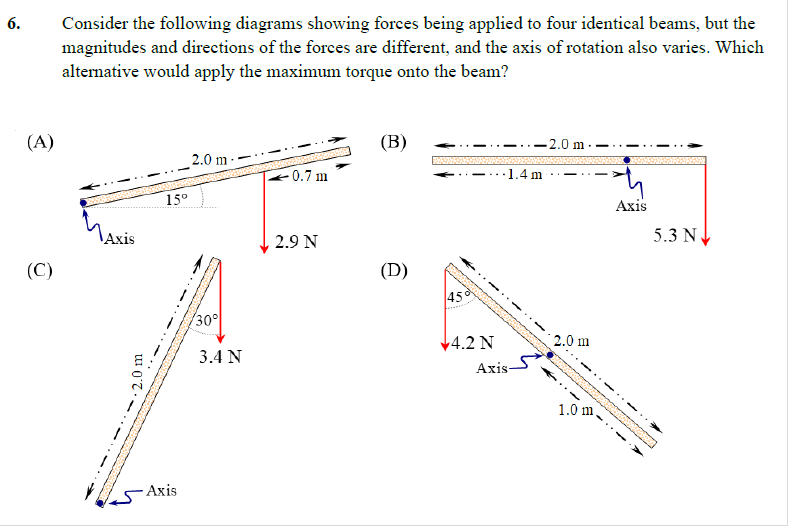 6. Consider the following diagrams showing forces being applied to four identical beams, but the
magnitudes and directions of the forces are different, and the axis of rotation also varies. Which
alternative would apply the maximum torque onto the beam?
(A)
2.0 m
0.7 m
15°
Axis
2.9 N
(B)
2.0 m
1.4 m
Axis
5.3 N
(C)
30°
3.4 N
2.0 m
Axis
(D)
45°
4.2 N
2.0 m
Axis
1.0 m